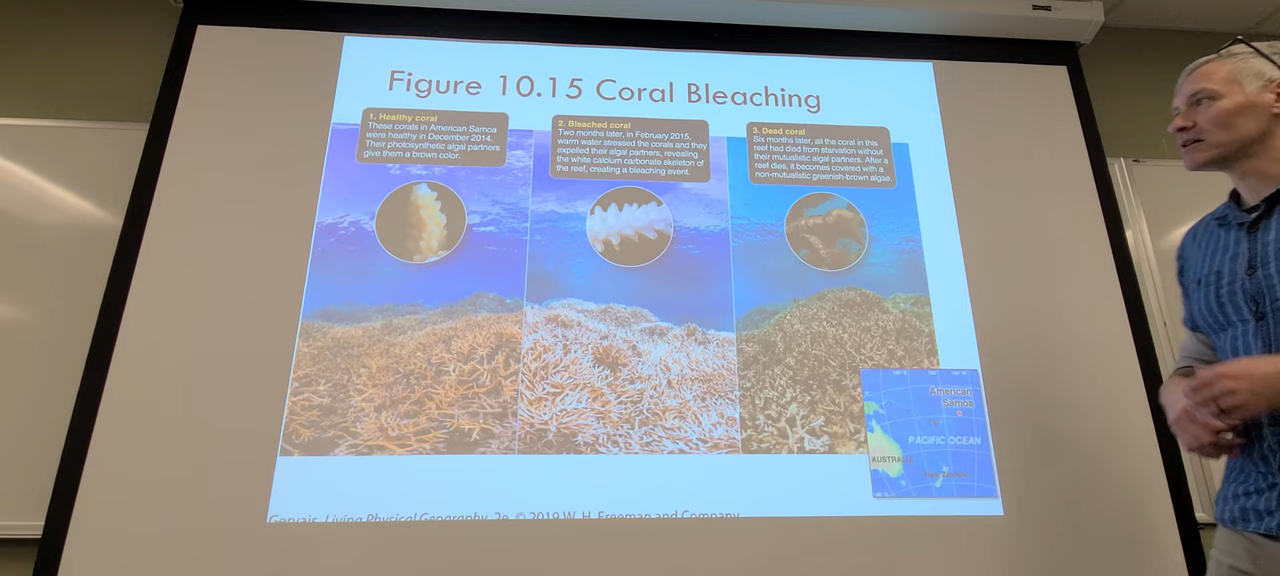 Figure 10.15 Coral Bleaching
1. Healthy coral
These corals in American Samoa
were healthy in December 2014.
Their photosynthetic algal partners
give them a brown color.
2. Bleached coral
Two months later, in February 2015,
warm water stressed the corals and they
expelled their algal partners, revealing
the white calcium carbonate skeleton of
the reef, creating a bleaching event.
3. Dead coral
Six months later, all the coral in this
reef had died from starvation without
their mutualistic algal partners. After a
reef dies, it becomes covered with a
non-mutualistic greenish-brown algae.
American
Samoa
PACIFIC OCEAN
AUSTRALIA
New Zealand
Gervais, Living Physical Geography, 2e, © 2019 W. H. Freeman and Company